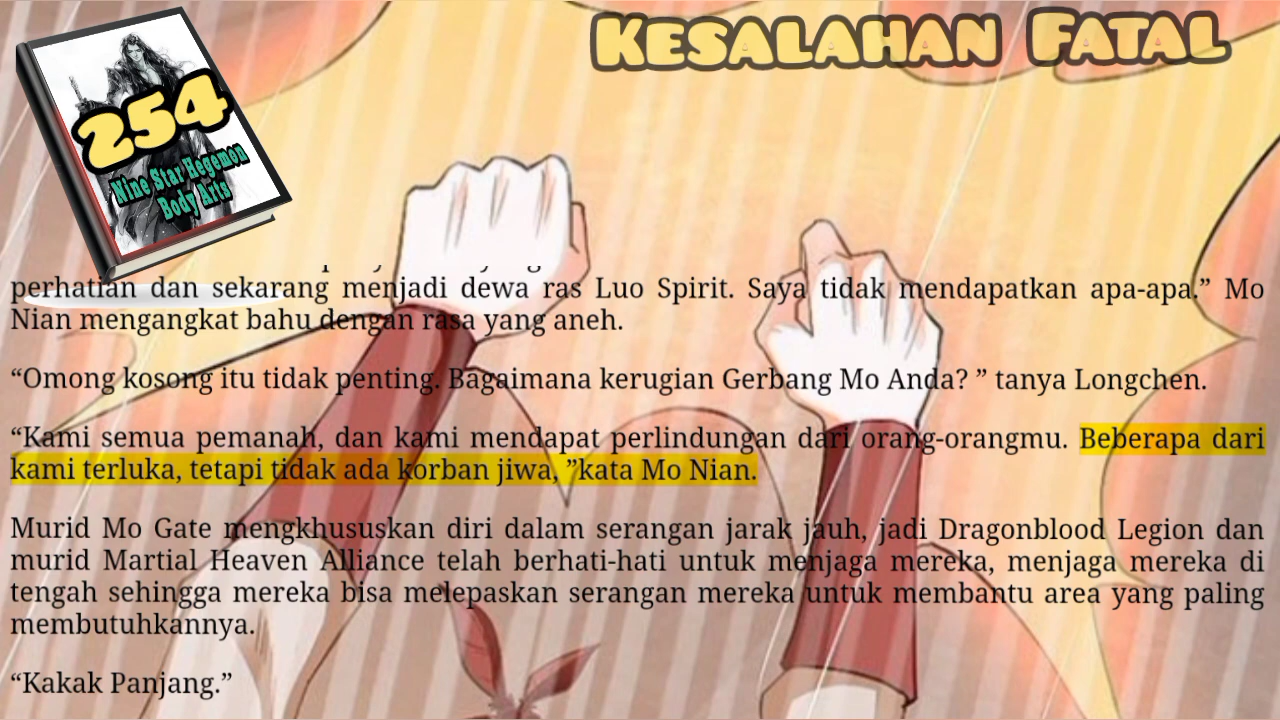 Kesalahan Fatal
254
Nine Star Hegemon
Body Arts
perhatian dan sekarang menjadi dewa ras Luo Spirit. Saya tidak mendapatkan apa-apa.” Mo
Nian mengangkat bahu dengan rasa yang aneh.
“Omong kosong itu tidak penting. Bagaimana kerugian Gerbang Mo Anda? ” tanya Longchen.
“Kami semua pemanah, dan kami mendapat perlindungan dari orang-orangmu. Beberapa dari
kami terluka, tetapi tidak ada korban jiwa, ”kata Mo Nian.
Murid Mo Gate mengkhususkan diri dalam serangan jarak jauh, jadi Dragonblood Legion dan
murid Martial Heaven Alliance telah berhati-hati untuk menjaga mereka, menjaga mereka di
tengah sehingga mereka bisa melepaskan serangan mereka untuk membantu area yang paling
membutuhkannya.
“Kakak Panjang.”